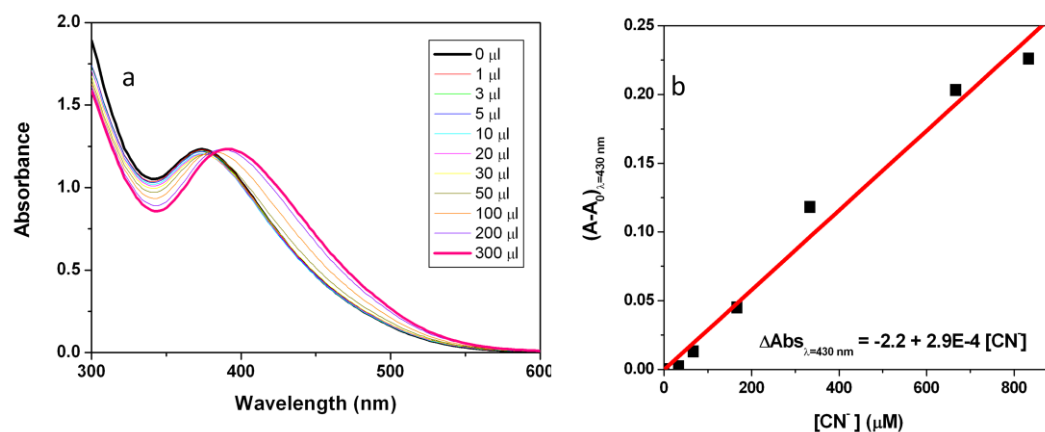 a
2.0
1.5
1.0
0.5
0.0
300
400
500
600
Absorbance
Wavelength (nm)
0 µl
1 µl
3 µl
5 µl
10 µl
20 µl
30 µl
50 µl
100 µl
200 µl
300 µl
b
0.25
0.20
0.15
0.10
0.05
0.00
0
200
400
600
800
(A-A₀)λ=430 nm
ΔAbsλ=430 nm = -2.2 + 2.9E-4 [CN⁻]
[CN⁻] (µM)